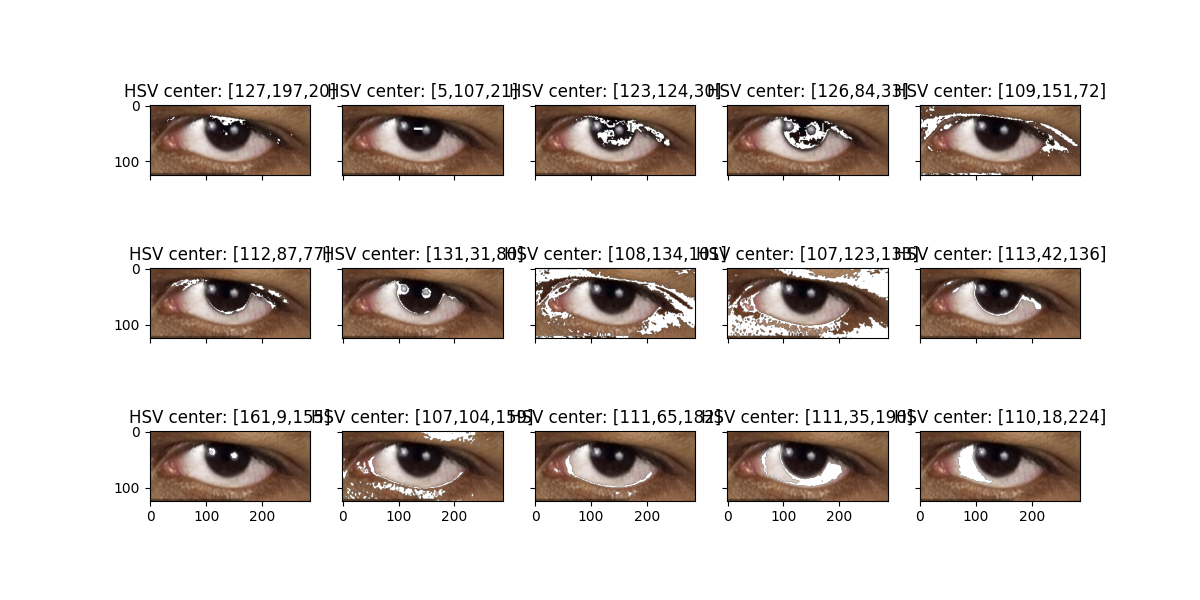 HSV center: [127,197,20] HSV center: [5,107,21] HSV center: [123,124,30] HSV center: [126,84,33] HSV center: [109,151,72]
0
100
HSV center: [112,87,77] HSV center: [131,31,80] HSV center: [108,134,101] HSV center: [107,123,133] HSV center: [113,42,136]
0
100
HSV center: [161,9,155] HSV center: [107,104,159] HSV center: [111,65,182] HSV center: [111,35,190] HSV center: [110,18,224]
0
100
0 100 200 0 100 200 0 100 200 0 100 200 0 100 200